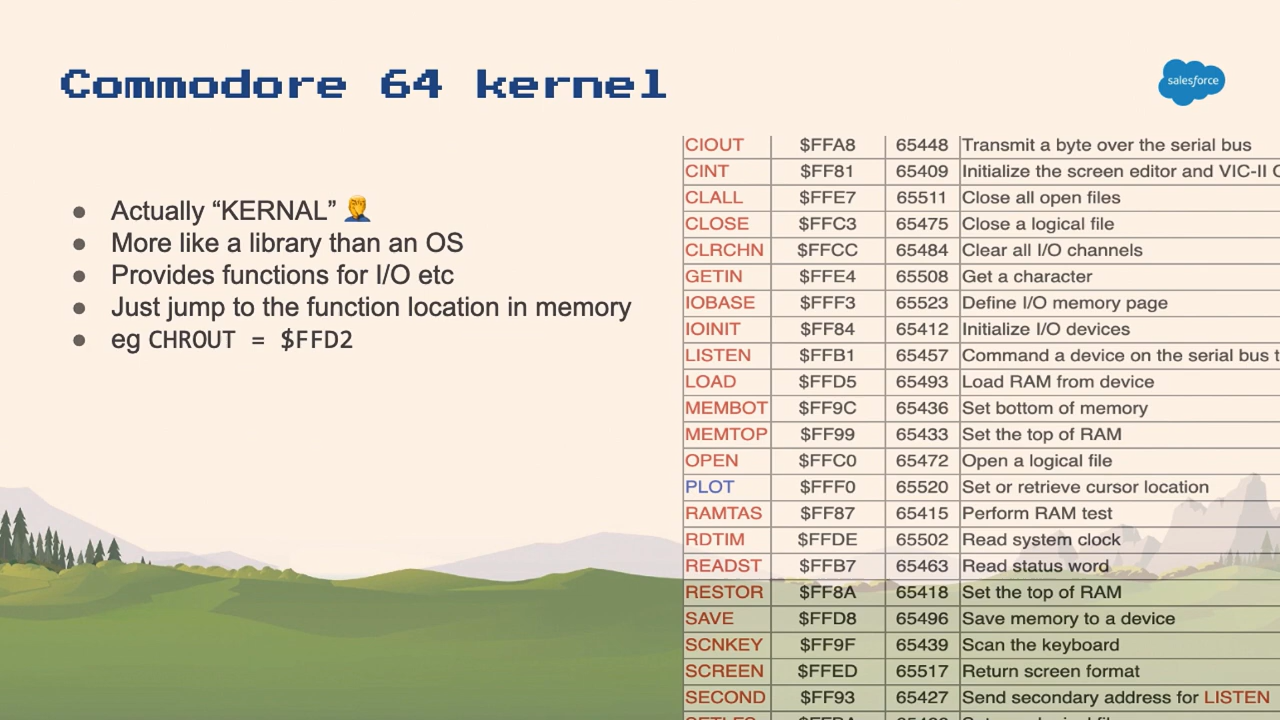 Commodore 64 kernel
salesforce
● Actually “KERNAL” 🤦
● More like a library than an OS
● Provides functions for I/O etc
● Just jump to the function location in memory
● eg CHROUT = $FFD2
CIOUT $FFA8 65448 Transmit a byte over the serial bus
CINT $FF81 65409 Initialize the screen editor and VIC-II
CLALL $FFE7 65511 Close all open files
CLOSE $FFC3 65475 Close a logical file
CLRCHN $FFCC 65484 Clear all I/O channels
GETIN $FFE4 65508 Get a character
IOBASE $FFF3 65523 Define I/O memory page
IOINIT $FF84 65412 Initialize I/O devices
LISTEN $FFB1 65457 Command a device on the serial bus t
LOAD $FFD5 65493 Load RAM from device
MEMBOT $FF9C 65436 Set bottom of memory
MEMTOP $FF99 65433 Set the top of RAM
OPEN $FFC0 65472 Open a logical file
PLOT $FFF0 65520 Set or retrieve cursor location
RAMTAS $FF87 65415 Perform RAM test
RDTIM $FFDE 65502 Read system clock
READST $FFB7 65463 Read status word
RESTOR $FF8A 65418 Set the top of RAM
SAVE $FFD8 65496 Save memory to a device
SCNKEY $FF9F 65439 Scan the keyboard
SCREEN $FFED 65517 Return screen format
SECOND $FF93 65427 Send secondary address for LISTEN